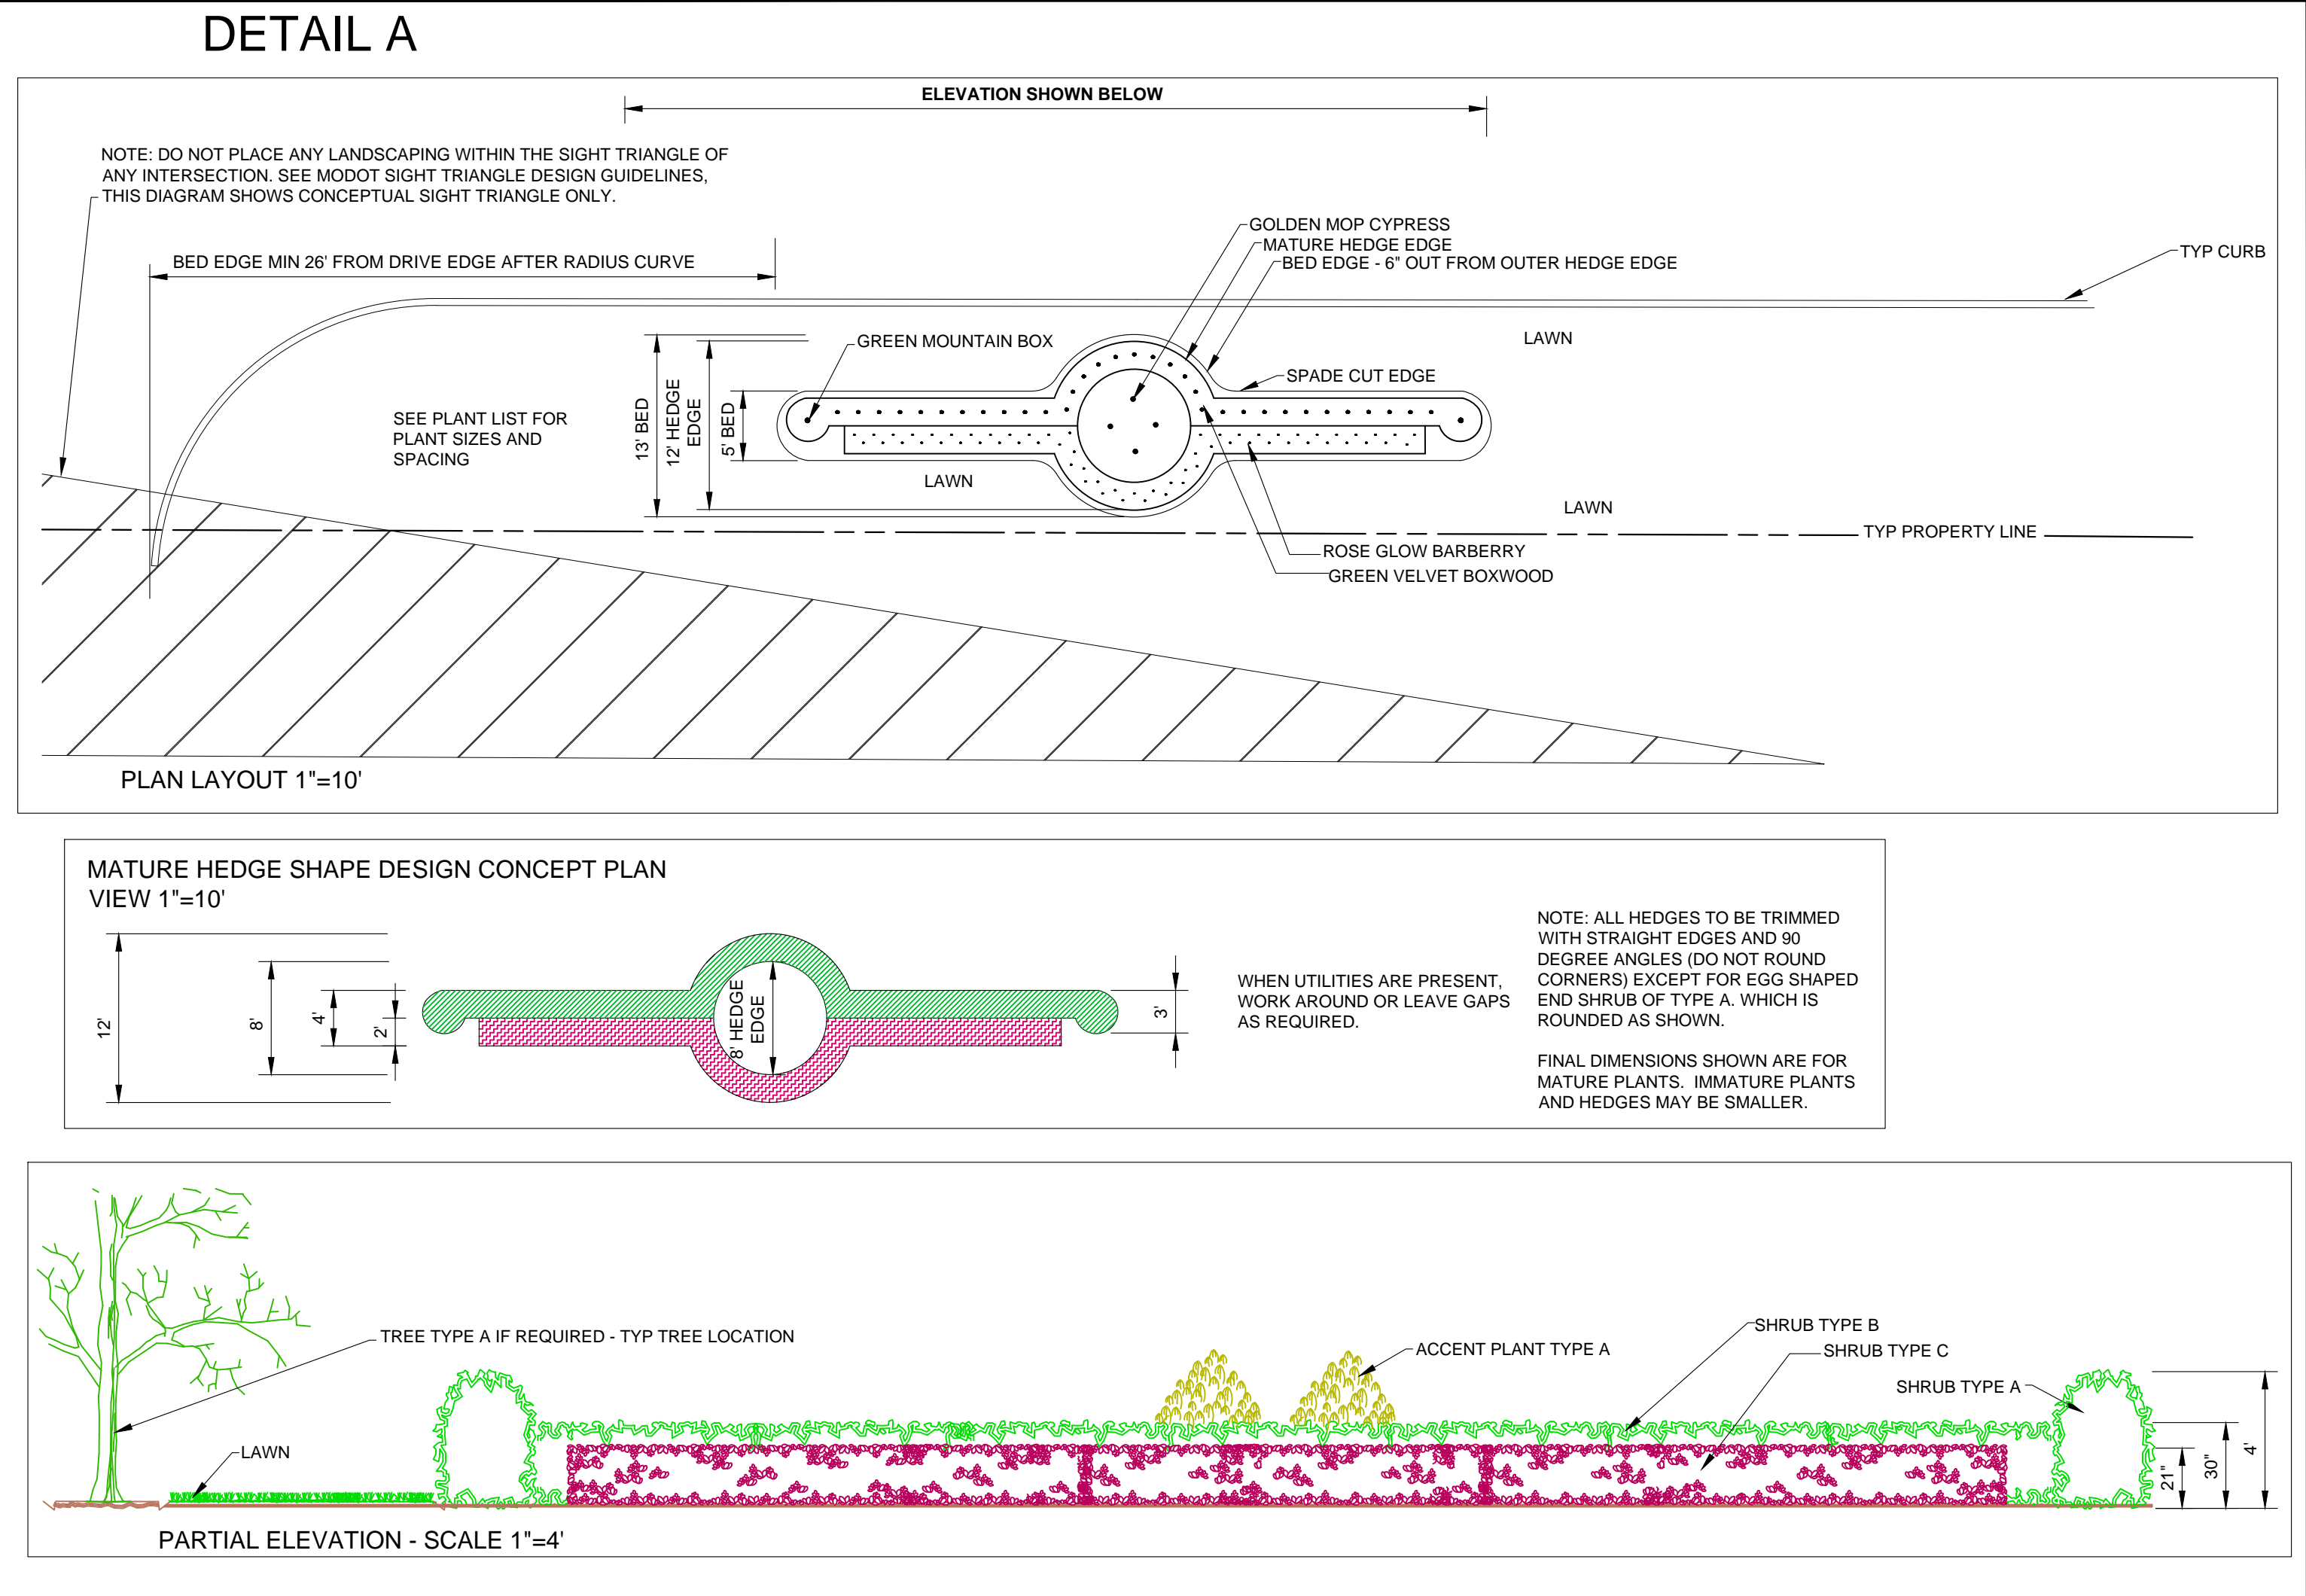 DETAIL A
ELEVATION SHOWN BELOW
NOTE: DO NOT PLACE ANY LANDSCAPING WITHIN THE SIGHT TRIANGLE OF
ANY INTERSECTION. SEE MODOT SIGHT TRIANGLE DESIGN GUIDELINES,
THIS DIAGRAM SHOWS CONCEPTUAL SIGHT TRIANGLE ONLY.
BED EDGE MIN 26' FROM DRIVE EDGE AFTER RADIUS CURVE
GOLDEN MOP CYPRESS
MATURE HEDGE EDGE
BED EDGE - 6" OUT FROM OUTER HEDGE EDGE
TYP CURB
GREEN MOUNTAIN BOX
LAWN
SPADE CUT EDGE
SEE PLANT LIST FOR
PLANT SIZES AND
SPACING
13' BED
12' HEDGE
EDGE
5' BED
LAWN
LAWN
TYP PROPERTY LINE
ROSE GLOW BARBERRY
GREEN VELVET BOXWOOD
PLAN LAYOUT 1"=10'
MATURE HEDGE SHAPE DESIGN CONCEPT PLAN
VIEW 1"=10'
12'
8'
4'
2'
8' HEDGE
EDGE
3'
WHEN UTILITIES ARE PRESENT,
WORK AROUND OR LEAVE GAPS
AS REQUIRED.
NOTE: ALL HEDGES TO BE TRIMMED
WITH STRAIGHT EDGES AND 90
DEGREE ANGLES (DO NOT ROUND
CORNERS) EXCEPT FOR EGG SHAPED
END SHRUB OF TYPE A. WHICH IS
ROUNDED AS SHOWN.
FINAL DIMENSIONS SHOWN ARE FOR
MATURE PLANTS. IMMATURE PLANTS
AND HEDGES MAY BE SMALLER.
TREE TYPE A IF REQUIRED - TYP TREE LOCATION
LAWN
ACCENT PLANT TYPE A
SHRUB TYPE B
SHRUB TYPE C
SHRUB TYPE A
21"
30"
4'
PARTIAL ELEVATION - SCALE 1"=4'